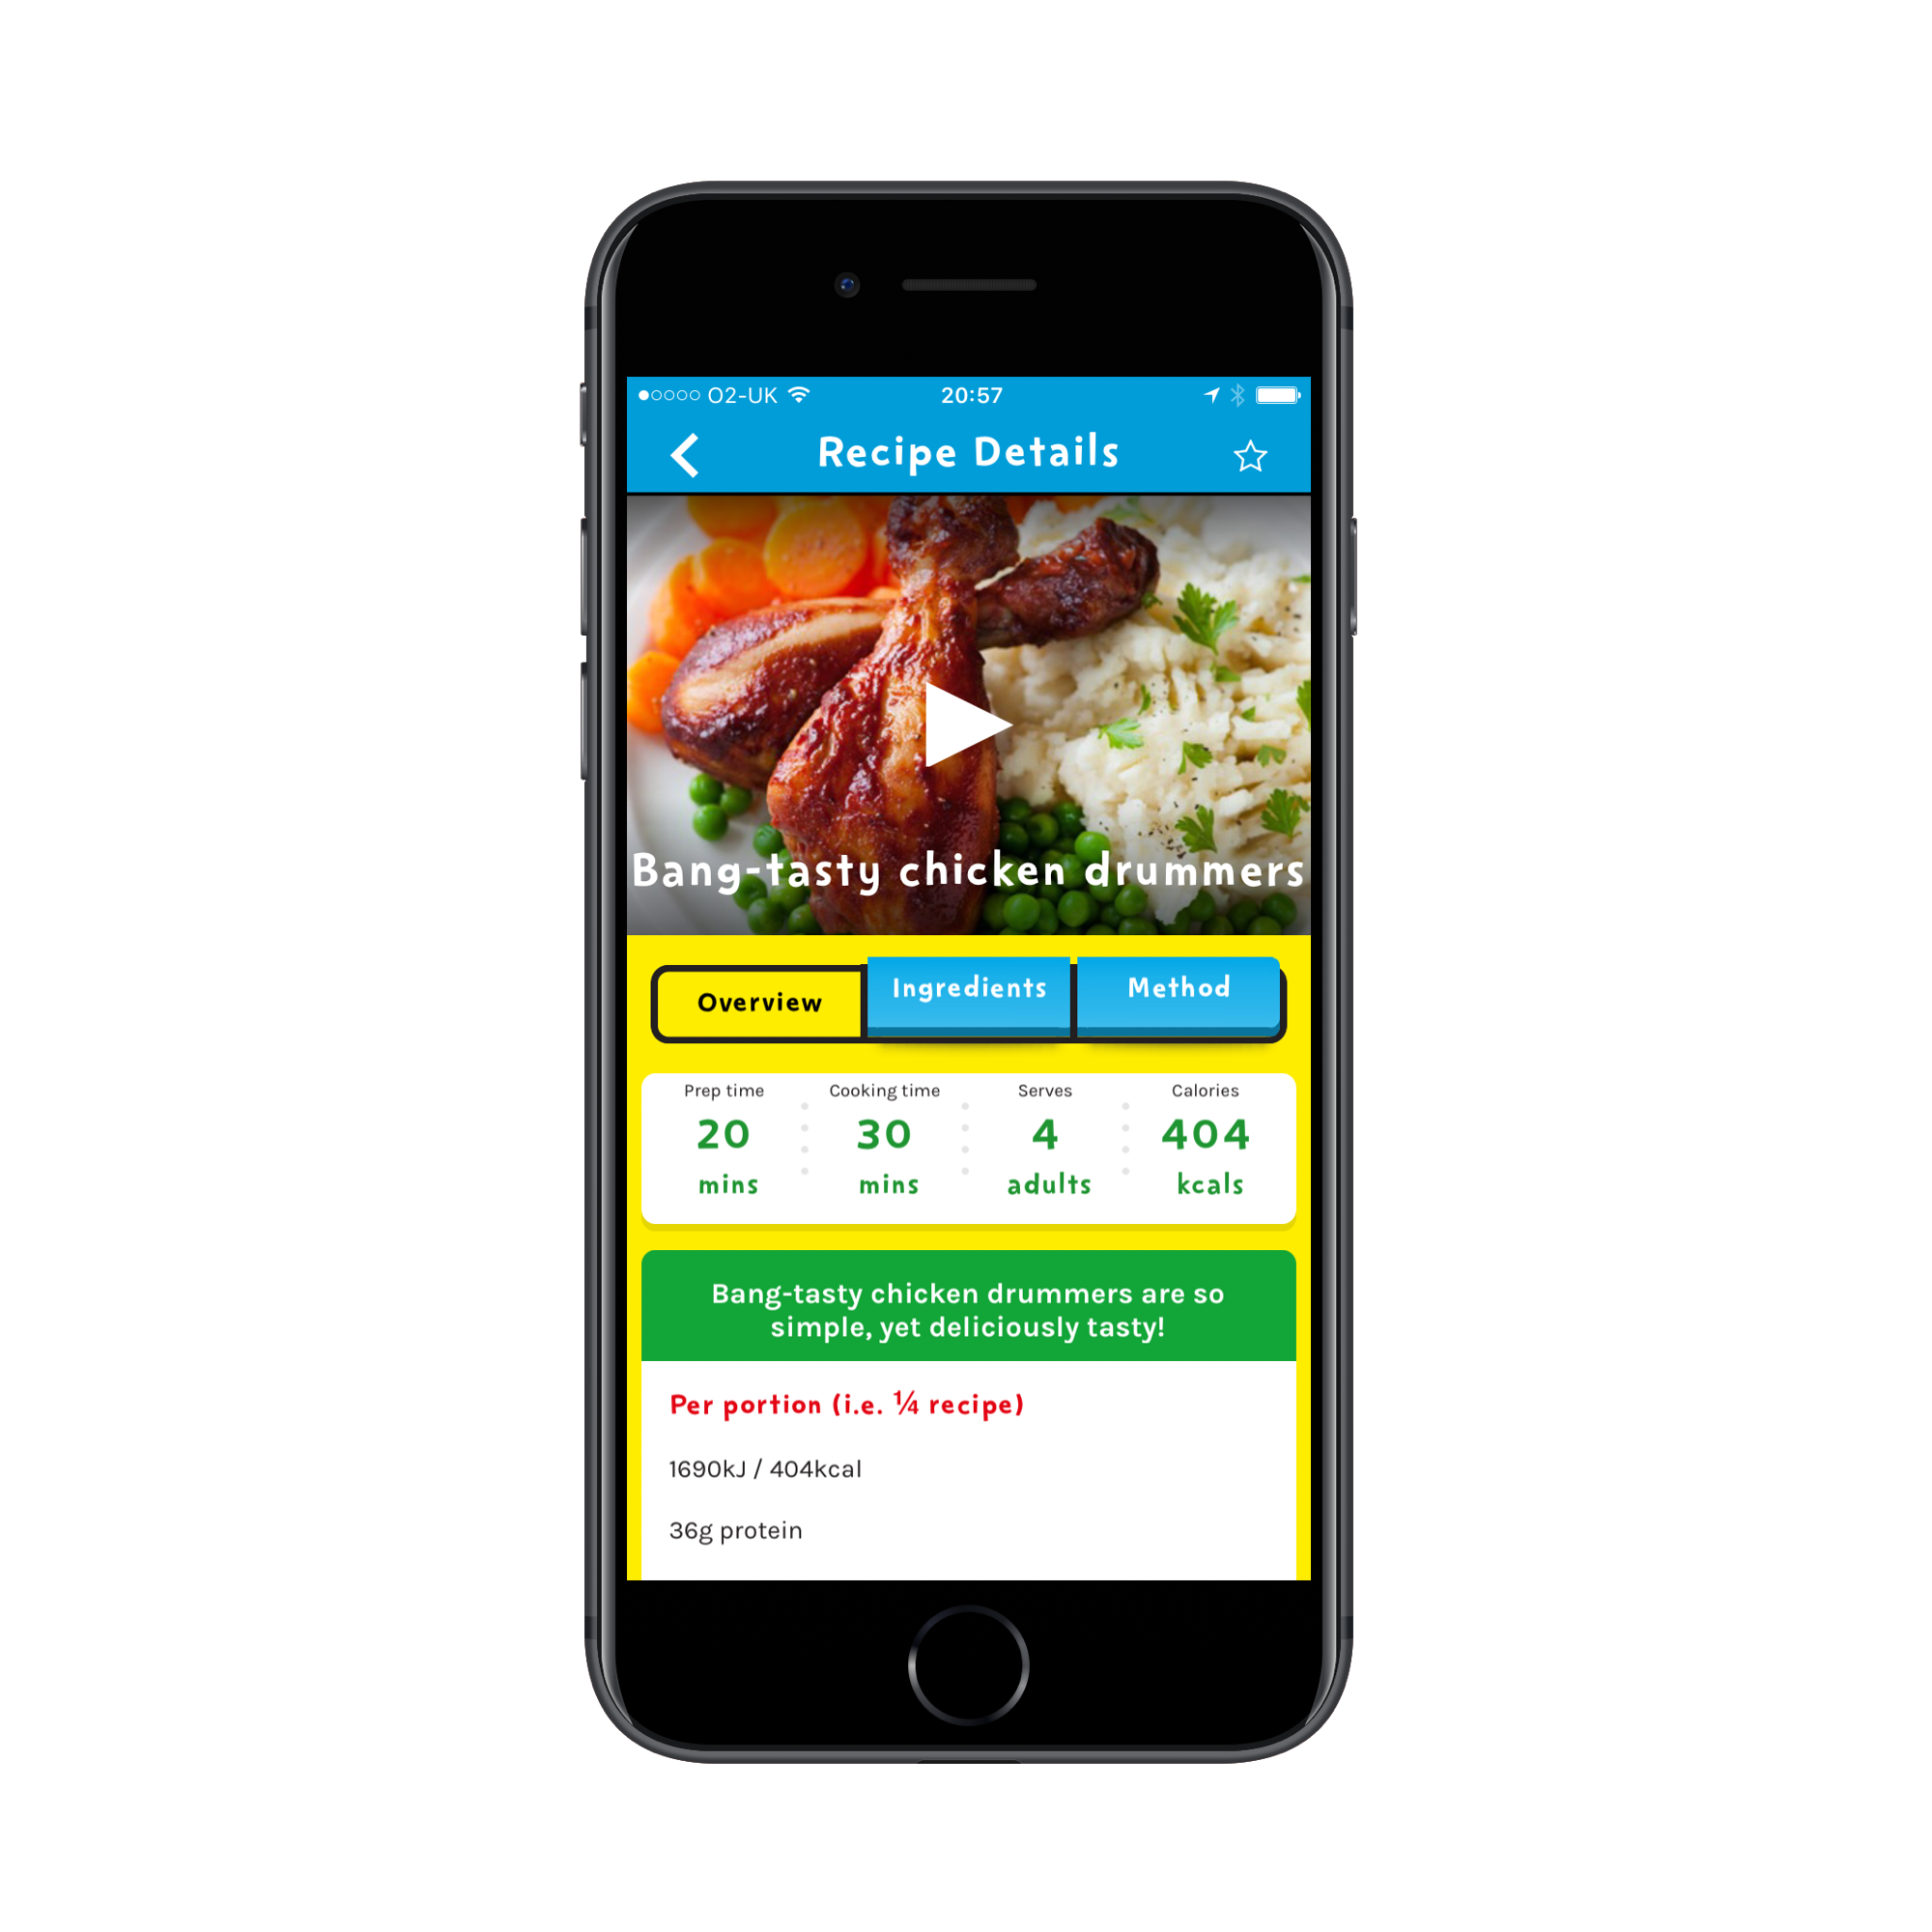 O2-UK 20:57
Recipe Details
Bang-tasty chicken drummers
Overview Ingredients Method
Prep time Cooking time Serves Calories
20 30 4 404
mins mins adults kcals
Bang-tasty chicken drummers are so
simple, yet deliciously tasty!
Per portion (i.e. ¼ recipe)
1690kJ / 404kcal
36g protein